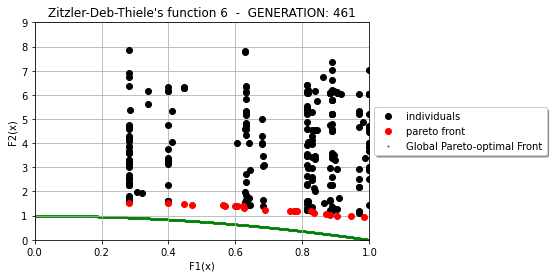 Zitzler-Deb-Thiele's function 6 - GENERATION: 461
9
8
7
6
5
4
3
2
1
0
F2(x)
0.0 0.2 0.4 0.6 0.8 1.0
F1(x)
individuals
pareto front
Global Pareto-optimal Front